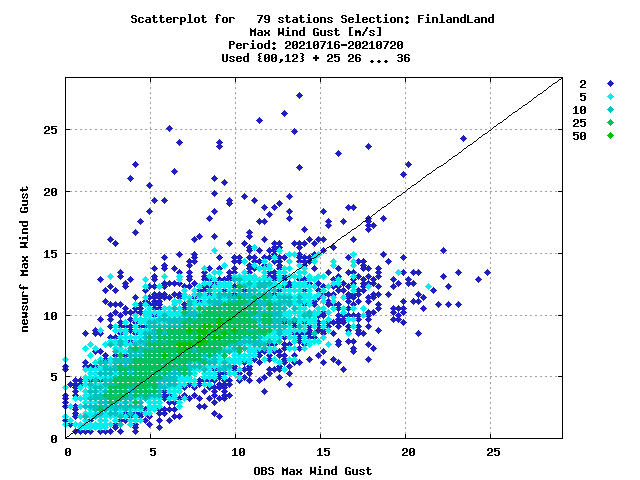 Scatterplot for   79 stations Selection: FinlandLand
Max Wind Gust [m/s]
Period: 20210716-20210720
Used {00,12} + 25 26 ... 36
2
5
10
25
50
newsurf Max Wind Gust
25
20
15
10
5
0
0 5 10 15 20 25
OBS Max Wind Gust